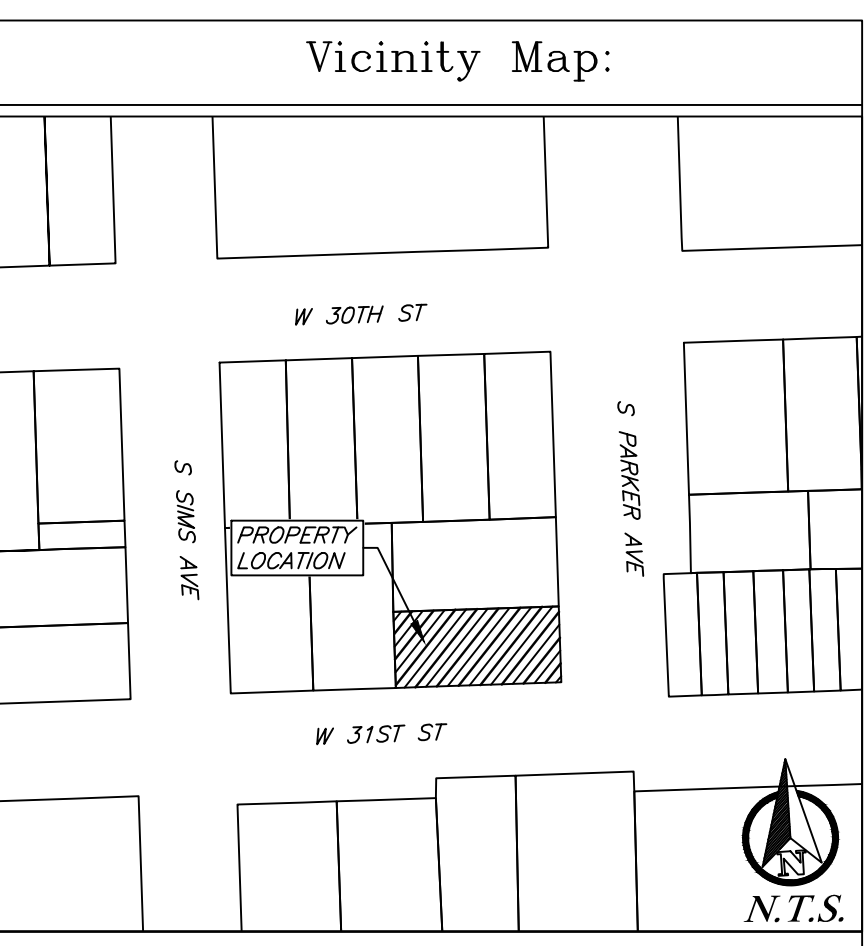 Vicinity Map:
W 30TH ST
S PARKER AVE
S SIMS AVE
PROPERTY
LOCATION
W 31ST ST
N
N.T.S.